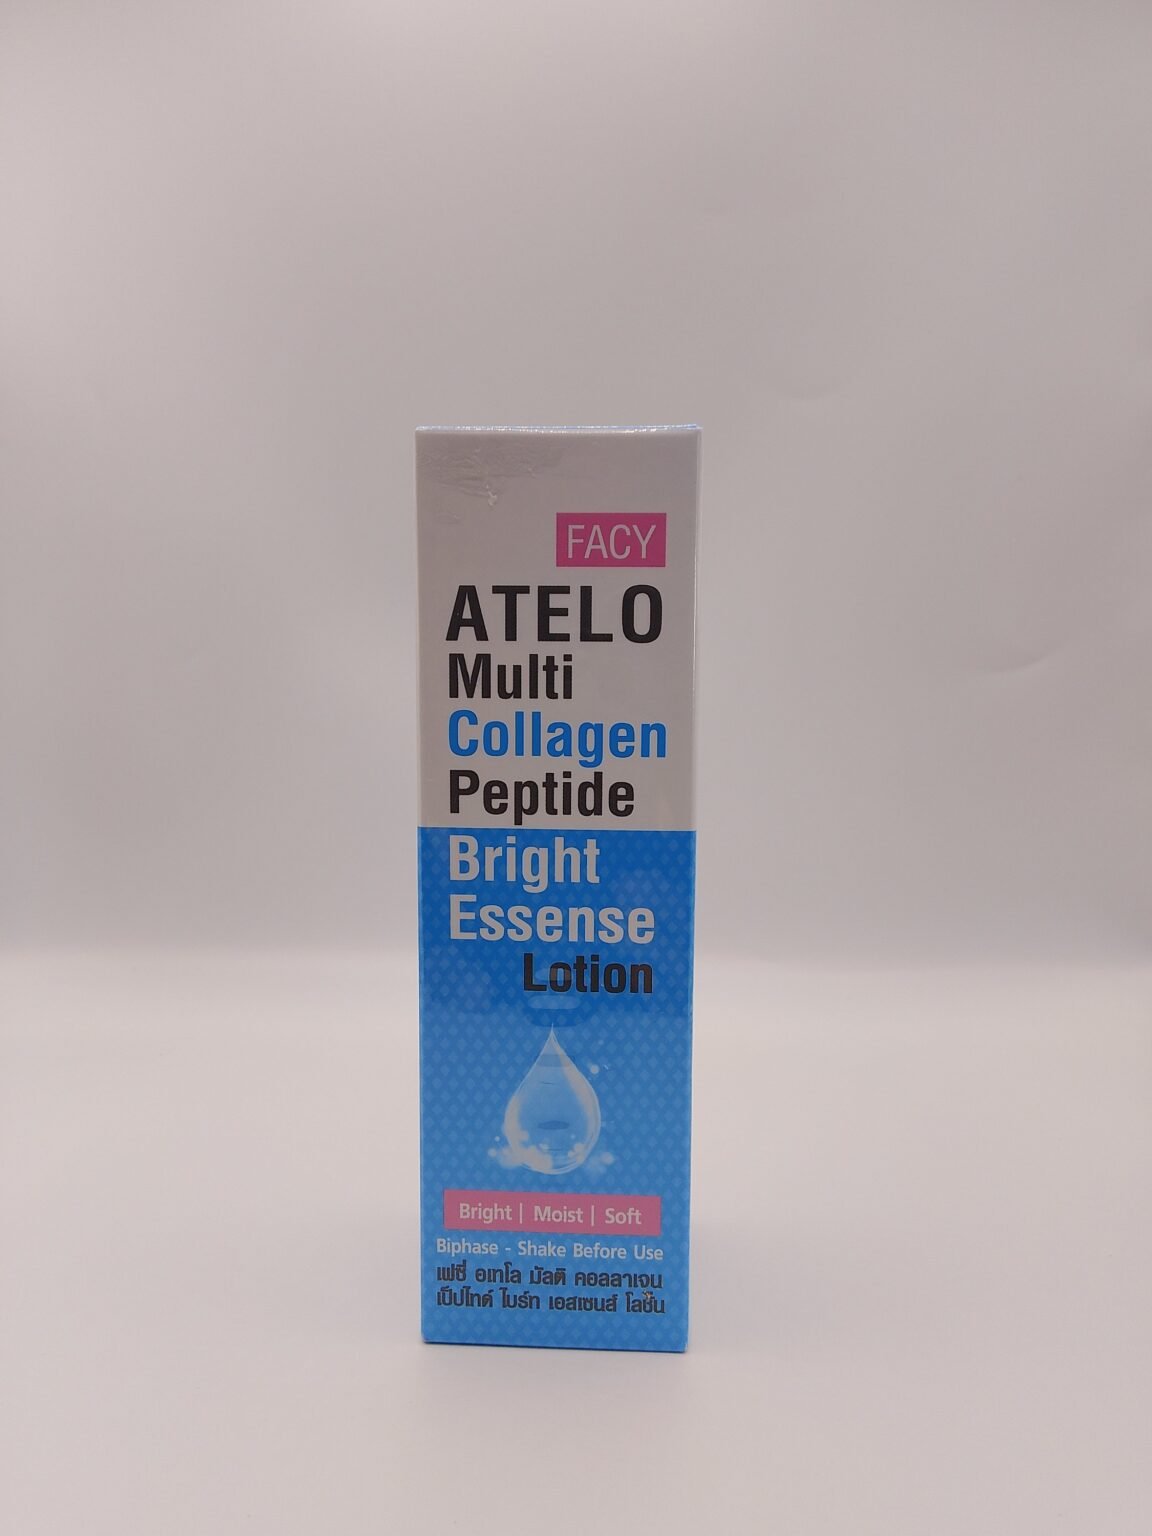 FACY
ATELO
Multi
Collagen
Peptide
Bright
Essense
Lotion
Bright | Moist | Soft
Biphase - Shake Before Use
เฟซี่ อเทโล มัลติ คอลลาเจน
เป็ปไทด์ ไบร์ท เอสเซนส์ โลชั่น